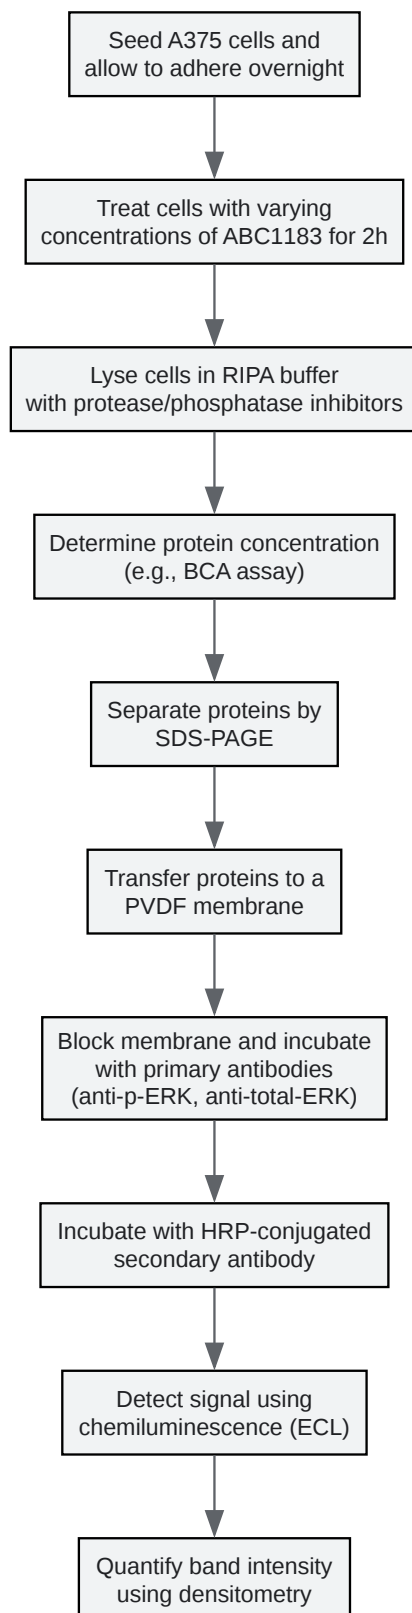 Seed A375 cells and
allow to adhere overnight
Treat cells with varying
concentrations of ABC1183 for 2h
Lyse cells in RIPA buffer
with protease/phosphatase inhibitors
Determine protein concentration
(e.g., BCA assay)
Separate proteins by
SDS-PAGE
Transfer proteins to a
PVDF membrane
Block membrane and incubate
with primary antibodies
(anti-p-ERK, anti-total-ERK)
Incubate with HRP-conjugated
secondary antibody
Detect signal using
chemiluminescence (ECL)
Quantify band intensity
using densitometry